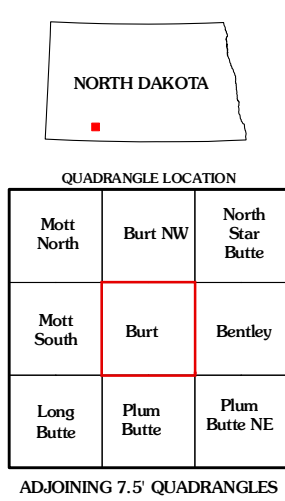 NORTH DAKOTA
QUADRANGLE LOCATION
Mott
North
Burt NW
North
Star
Butte
Mott
South
Burt
Bentley
Long
Butte
Plum
Butte
Plum
Butte NE
ADJOINING 7.5' QUADRANGLES